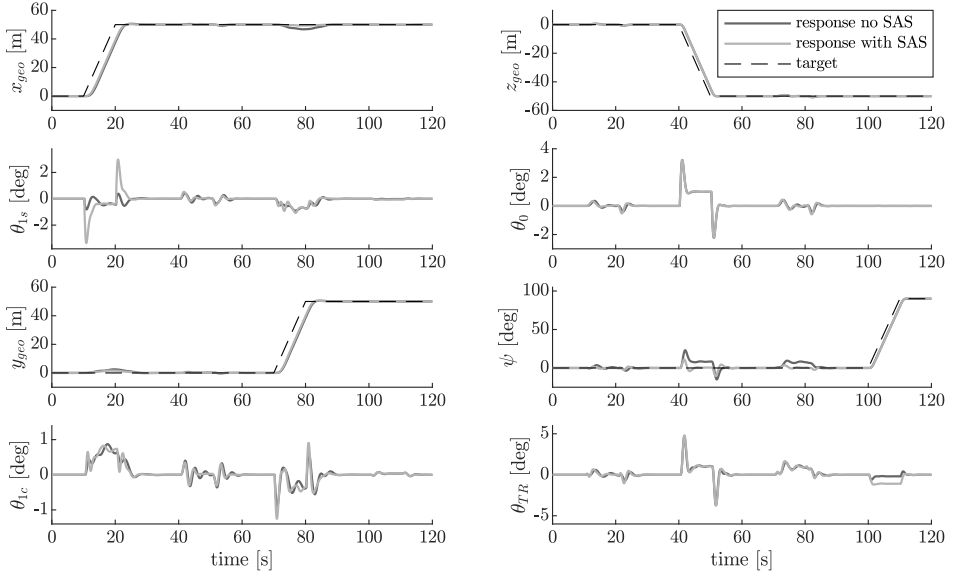 x_geo [m]
60
40
20
0
0 20 40 60 80 100 120
z_geo [m]
0
-20
-40
-60
0 20 40 60 80 100 120
response no SAS
response with SAS
target
θ_1s [deg]
2
0
-2
0 20 40 60 80 100 120
θ_0 [deg]
4
2
0
-2
0 20 40 60 80 100 120
y_geo [m]
60
40
20
0
0 20 40 60 80 100 120
ψ [deg]
100
50
0
0 20 40 60 80 100 120
θ_1c [deg]
1
0
-1
0 20 40 60 80 100 120
time [s]
θ_TR [deg]
5
0
-5
0 20 40 60 80 100 120
time [s]